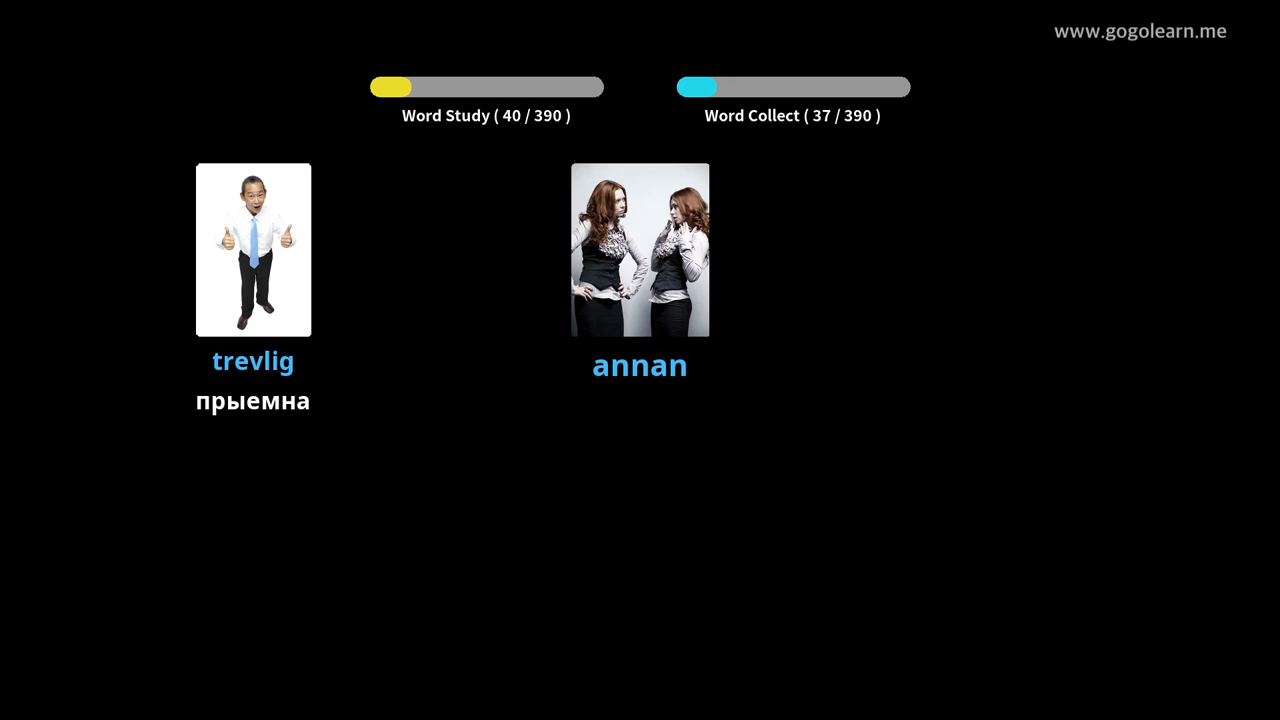 www.gogolearn.me
Word Study ( 40 / 390 )
Word Collect ( 37 / 390 )
trevlig
прыемна
annan